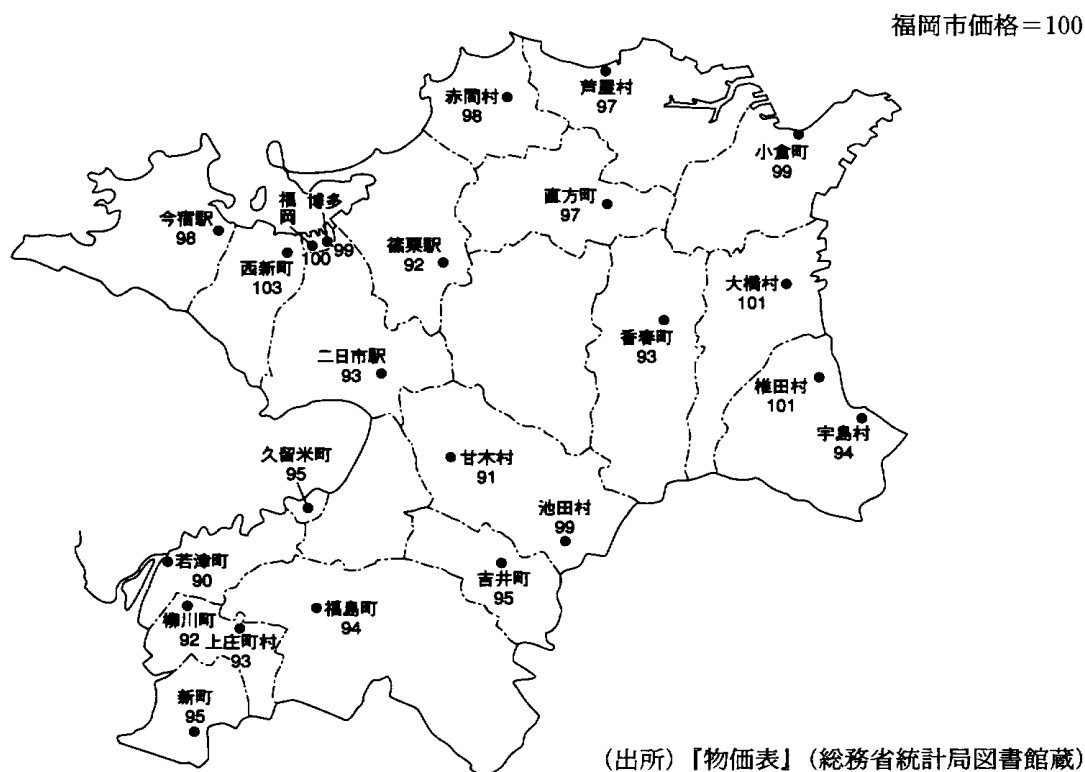 福岡市価格=100
赤間村
98
芦屋村
97
小倉町
99
直方町
97
今宿駅
98
福岡
100
博多
99
西新町
103
篠栗駅
92
大橋村
101
香春町
93
二日市駅
93
椎田村
101
宇島村
94
久留米町
95
甘木村
91
池田村
99
若津町
90
吉井町
95
柳川町
92
上庄町村
93
福島町
94
新町
95
(出所)『物価表』(総務省統計局図書館蔵)